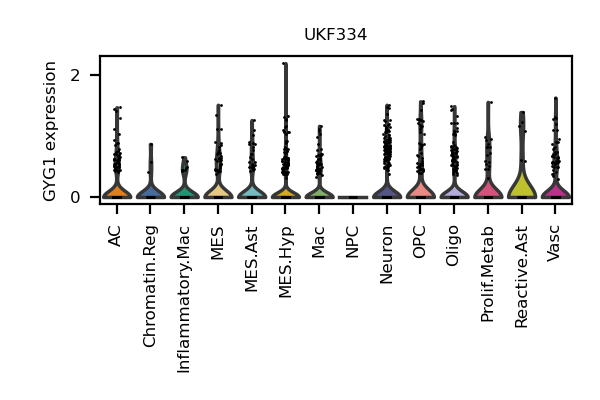 UKF334
GYG1 expression
2
0
AC
Chromatin.Reg
Inflammatory.Mac
MES
MES.Ast
MES.Hyp
Mac
NPC
Neuron
OPC
Oligo
Prolif.Metab
Reactive.Ast
Vasc